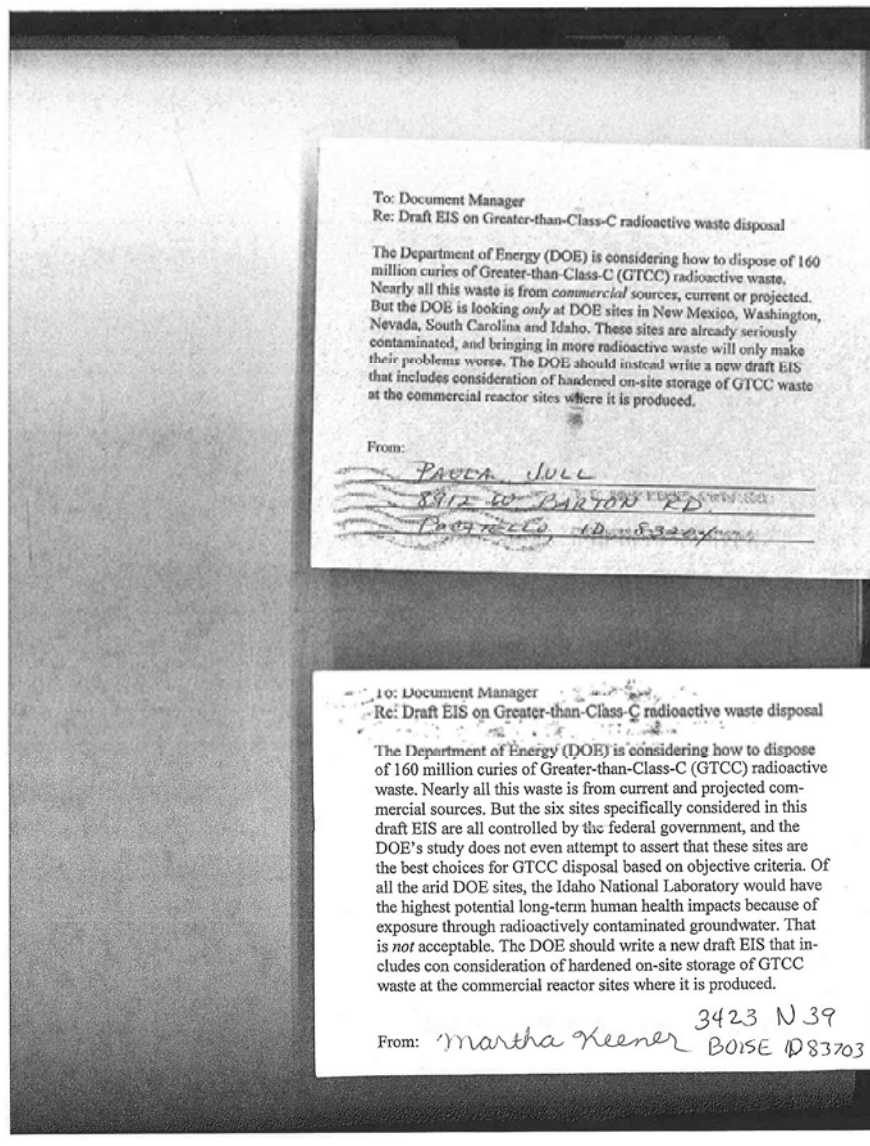 To: Document Manager
Re: Draft EIS on Greater-than-Class-C radioactive waste disposal
The Department of Energy (DOE) is considering how to dispose of 160
million curies of Greater-than-Class-C (GTCC) radioactive waste.
Nearly all this waste is from commercial sources, current or projected.
But the DOE is looking only at DOE sites in New Mexico, Washington,
Nevada, South Carolina and Idaho. These sites are already seriously
contaminated, and bringing in more radioactive waste will only make
their problems worse. The DOE should instead write a new draft EIS
that includes consideration of hardened on-site storage of GTCC waste
at the commercial reactor sites where it is produced.
From:
PAULA JULL
8912 W. BARTON RD.
POCATELLO, ID 83204
To: Document Manager
Re: Draft EIS on Greater-than-Class-C radioactive waste disposal
The Department of Energy (DOE) is considering how to dispose
of 160 million curies of Greater-than-Class-C (GTCC) radioactive
waste. Nearly all this waste is from current and projected com-
mercial sources. But the six sites specifically considered in this
draft EIS are all controlled by the federal government, and the
DOE's study does not even attempt to assert that these sites are
the best choices for GTCC disposal based on objective criteria. Of
all the arid DOE sites, the Idaho National Laboratory would have
the highest potential long-term human health impacts because of
exposure through radioactively contaminated groundwater. That
is not acceptable. The DOE should write a new draft EIS that in-
cludes con consideration of hardened on-site storage of GTCC
waste at the commercial reactor sites where it is produced.
From: Martha Keener 3423 N 39
BOISE ID 83703